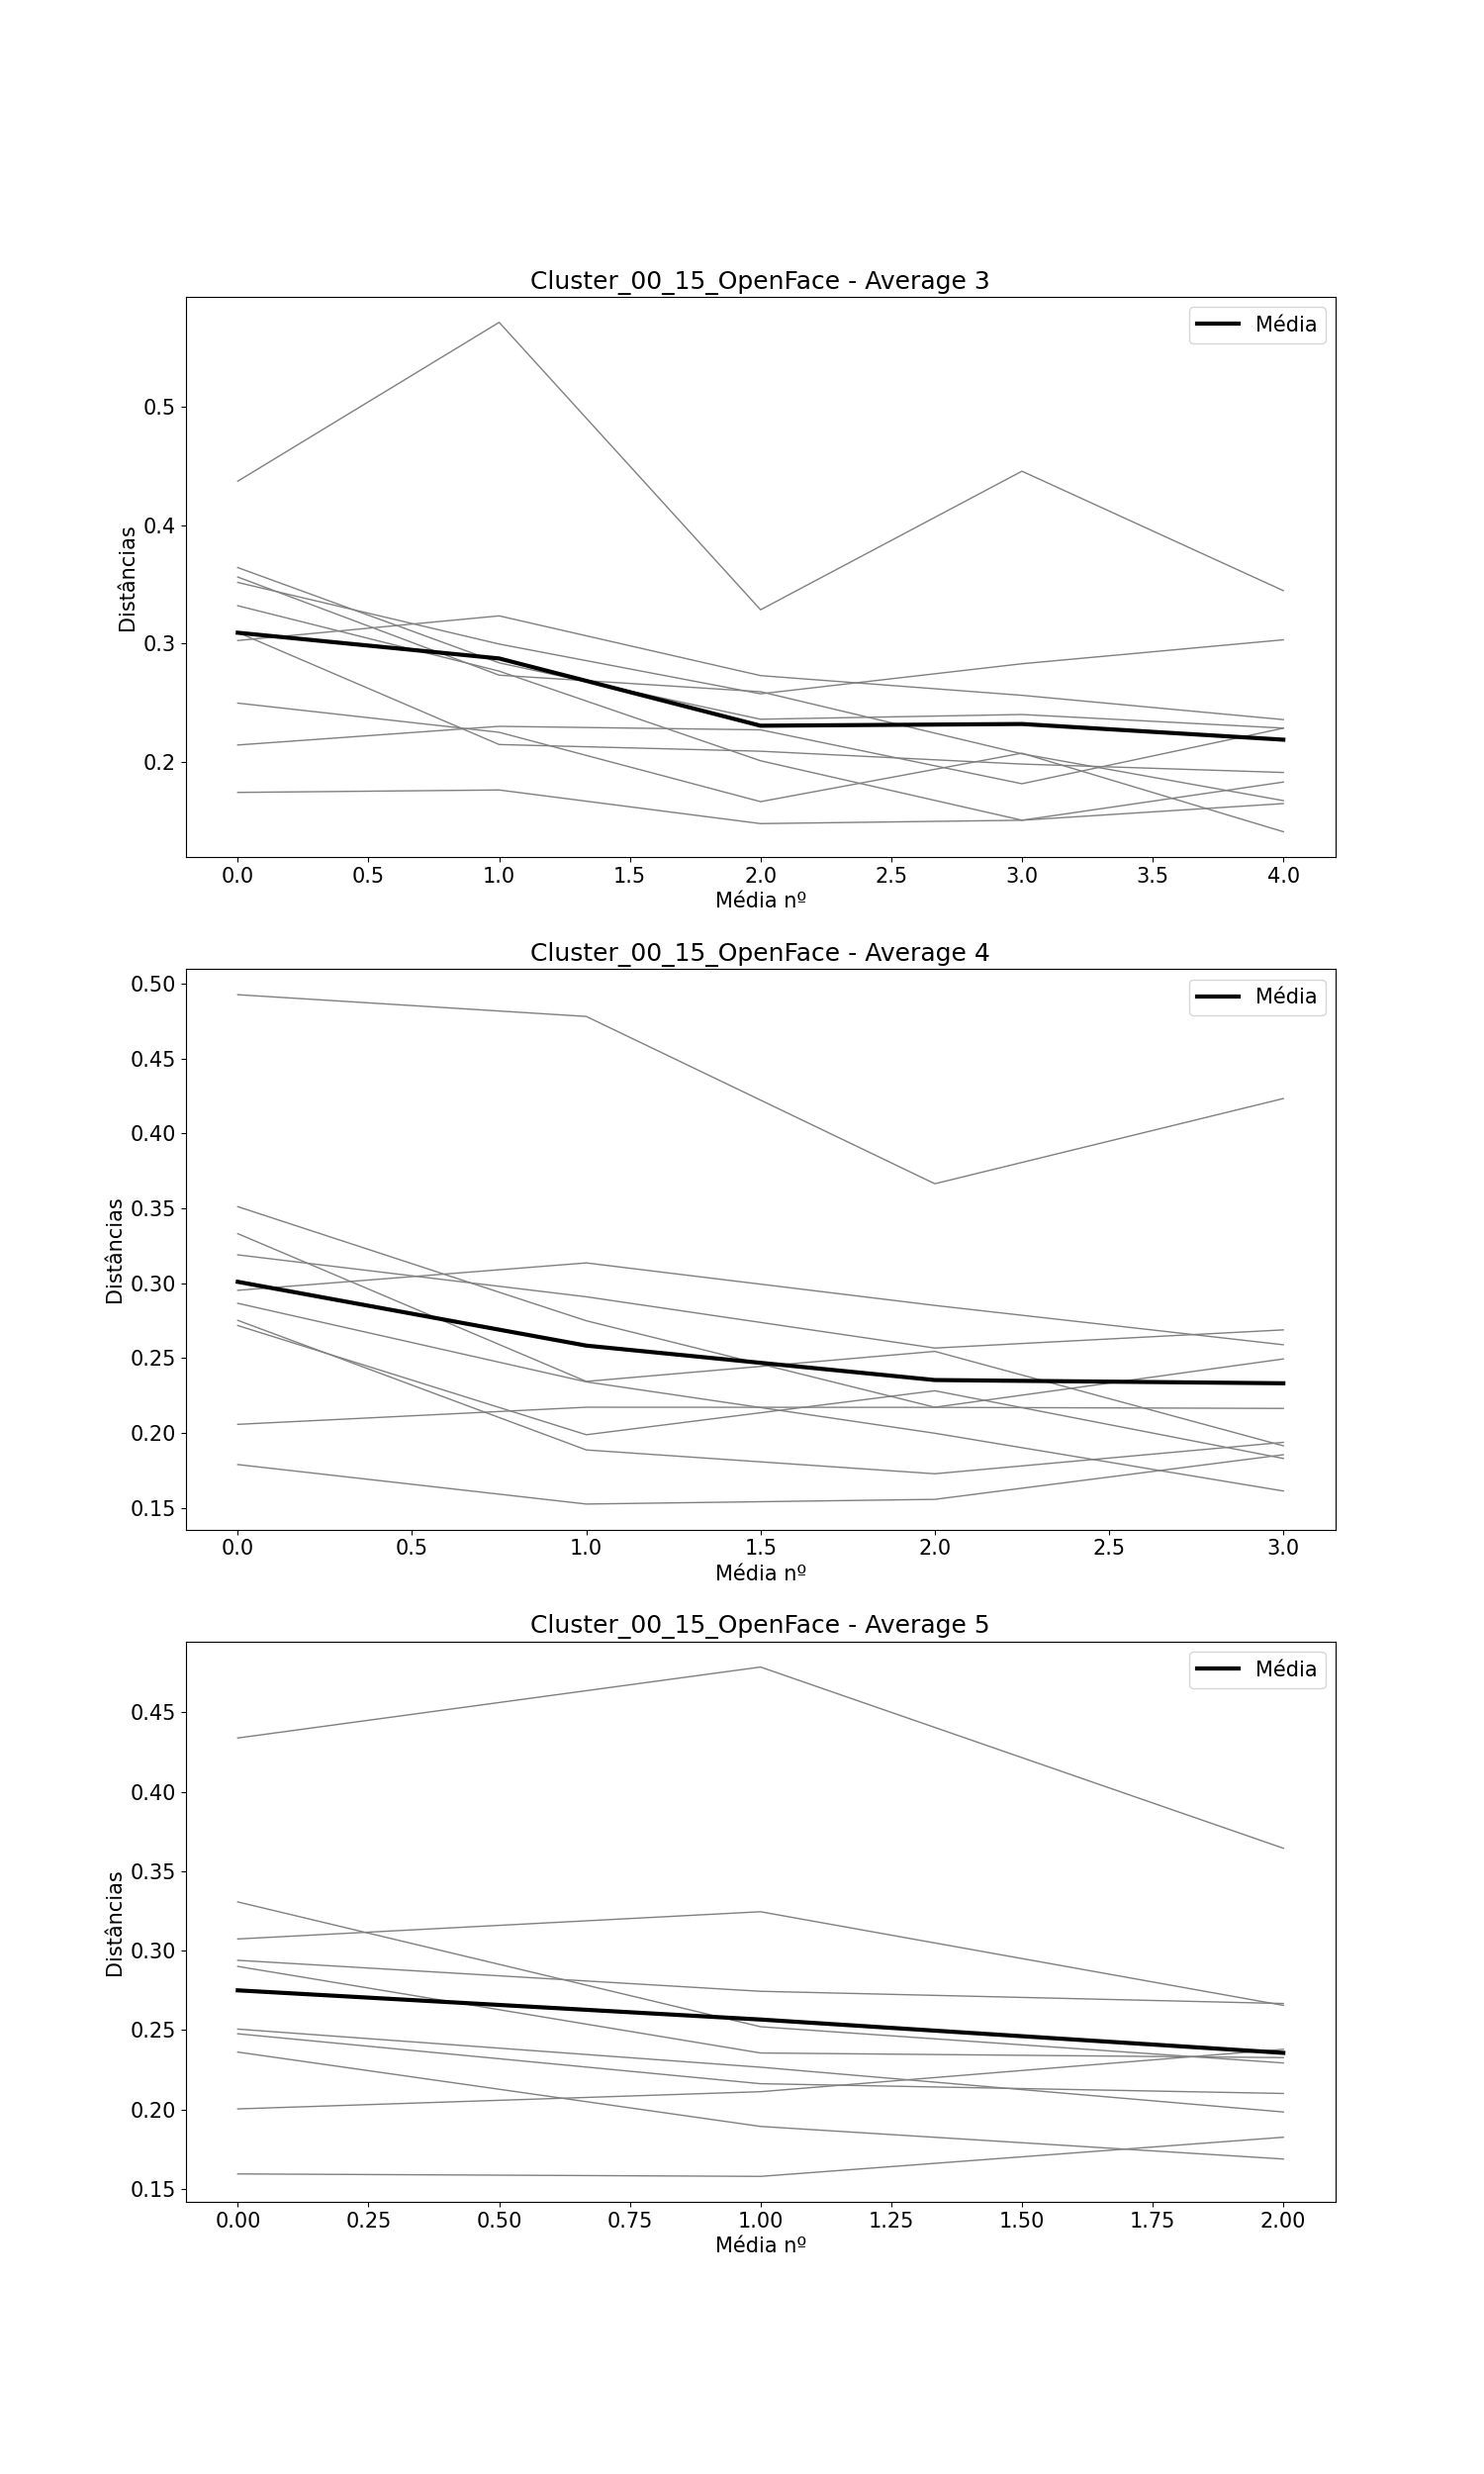 Cluster_00_15_OpenFace - Average 3
Média
0.5
0.4
0.3
0.2
Distâncias
0.0 0.5 1.0 1.5 2.0 2.5 3.0 3.5 4.0
Média nº
Cluster_00_15_OpenFace - Average 4
Média
0.50
0.45
0.40
0.35
0.30
0.25
0.20
0.15
Distâncias
0.0 0.5 1.0 1.5 2.0 2.5 3.0
Média nº
Cluster_00_15_OpenFace - Average 5
Média
0.45
0.40
0.35
0.30
0.25
0.20
0.15
Distâncias
0.00 0.25 0.50 0.75 1.00 1.25 1.50 1.75 2.00
Média nº